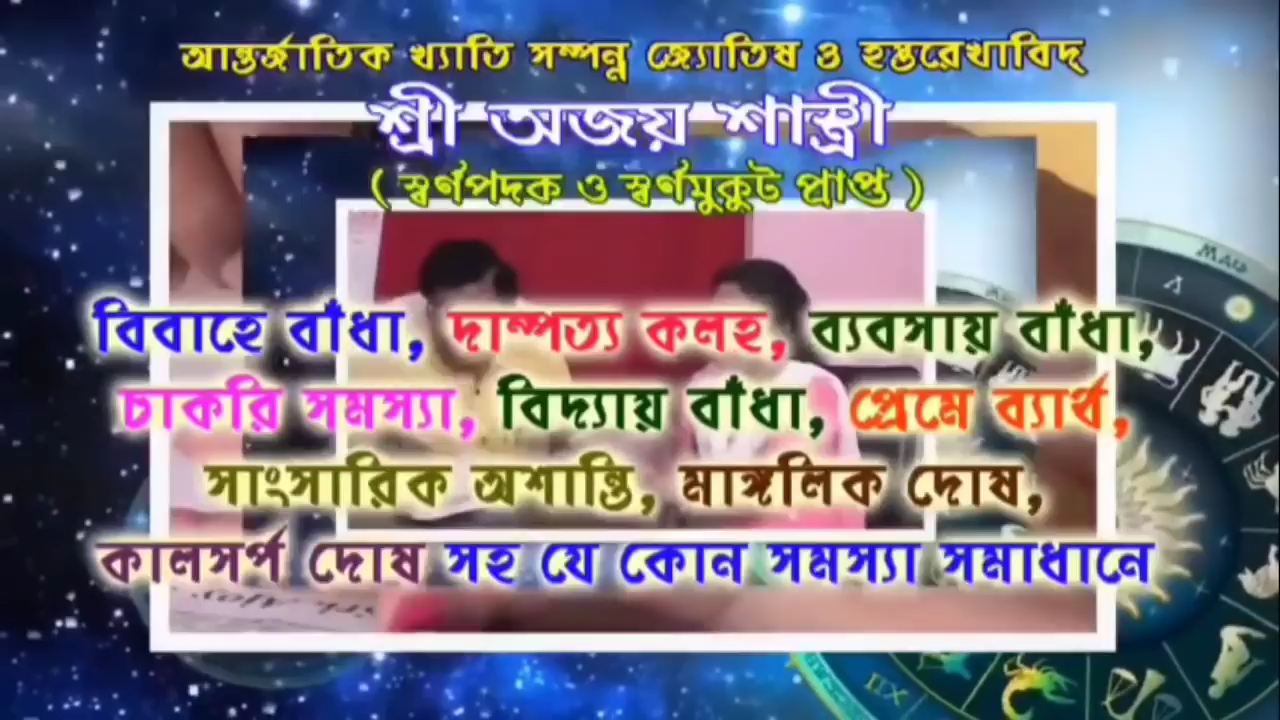 আন্তর্জাতিক খ্যাতি সম্পন্ন জ্যোতিষ ও হস্তরেখাবিদ্
শ্রী অজয় শাস্ত্রী
( স্বর্ণপদক ও স্বর্ণমুকুট প্রাপ্ত )
বিবাহে বাঁধা, দাম্পত্য কলহ, ব্যবসায় বাঁধা,
চাকরি সমস্যা, বিদ্যায় বাঁধা, প্রেমে ব্যার্থ,
সাংসারিক অশান্তি, মাঙ্গলিক দোষ,
কালসর্প দোষ সহ যে কোন সমস্যা সমাধানে
XII